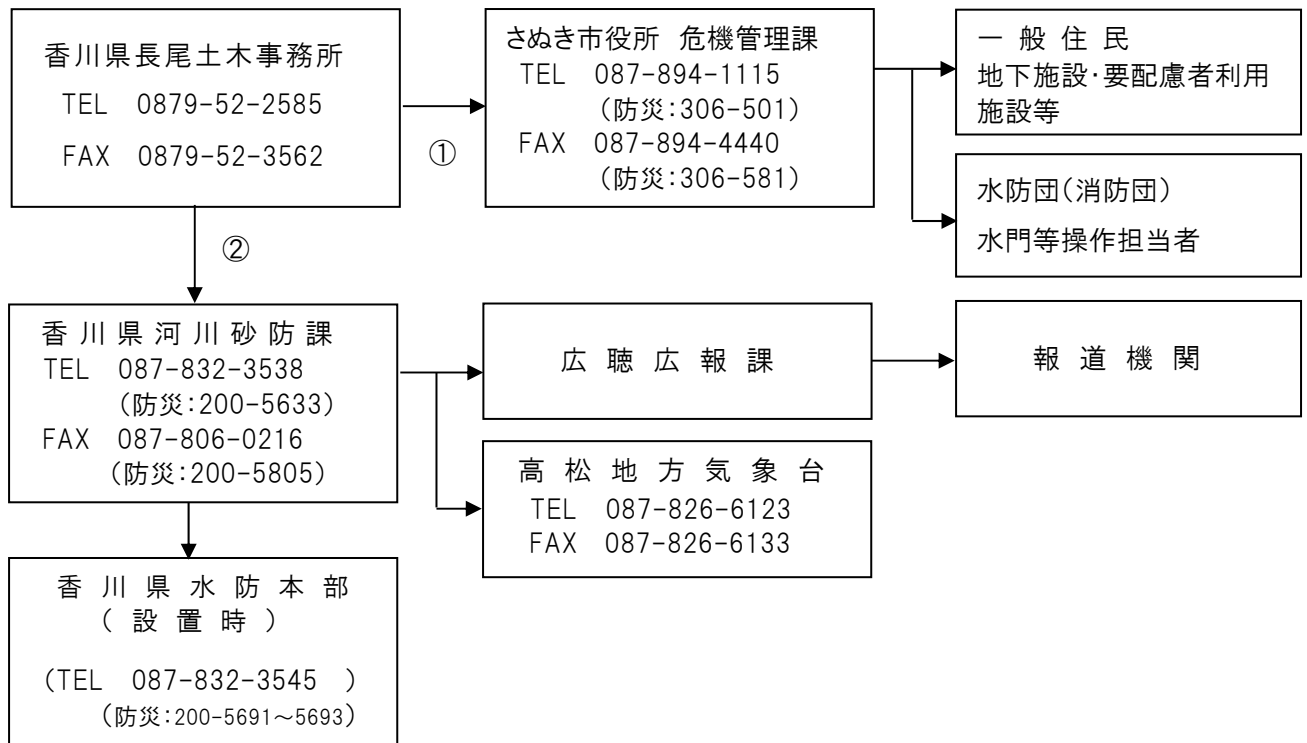 香川県長尾土木事務所
TEL 0879-52-2585
FAX 0879-52-3562
①
②
さぬき市役所 危機管理課
TEL 087-894-1115
(防災:306-501)
FAX 087-894-4440
(防災:306-581)
一般住民
地下施設・要配慮者利用
施設等
水防団(消防団)
水門等操作担当者
香川県河川砂防課
TEL 087-832-3538
(防災:200-5633)
FAX 087-806-0216
(防災:200-5805)
広聴広報課
報道機関
高松地方気象台
TEL 087-826-6123
FAX 087-826-6133
香川県水防本部
(設置時)
(TEL 087-832-3545 )
(防災:200-5691～5693)